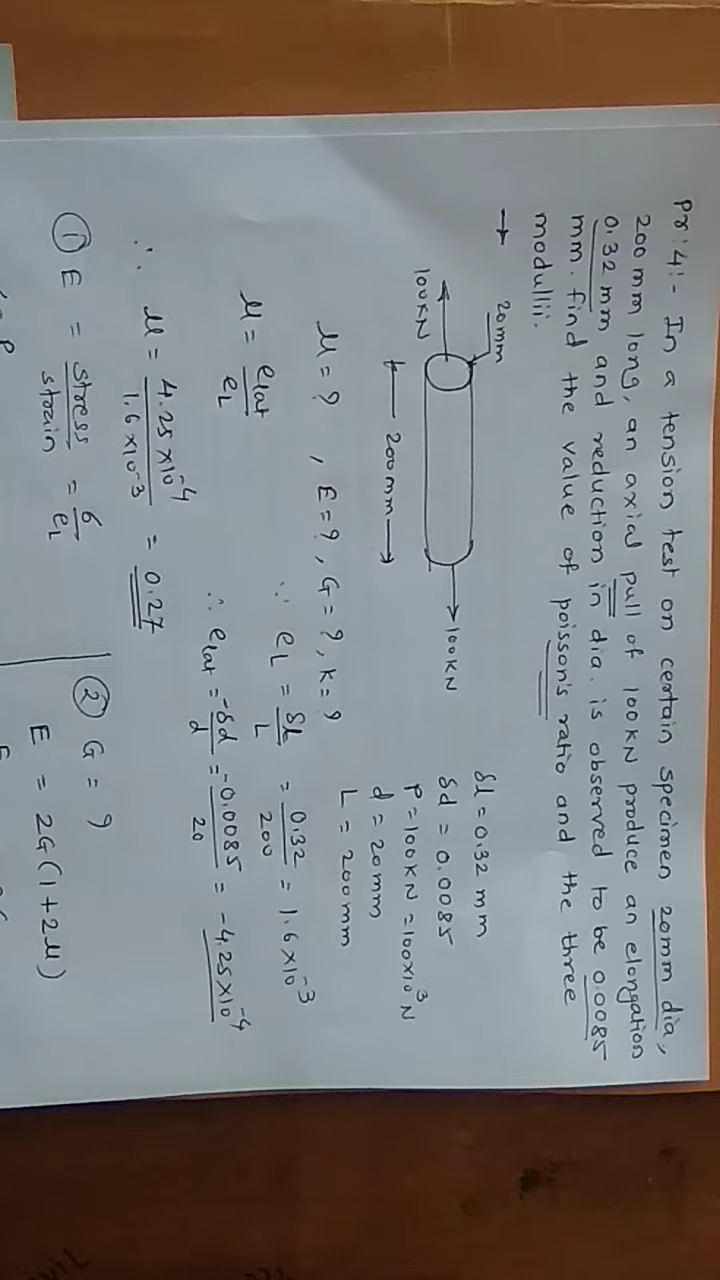 Pr:4:- In a tension test on certain specimen 20mm dia,
200 mm long, an axial pull of 100KN produce an elongation
0.32 mm and reduction in dia. is observed to be 0.0085
mm. find the value of poisson's ratio and the three
modullii.
→
20mm
100KN
100KN
← 200mm →
δl = 0.32 mm
δd = 0.0085
P = 100KN = 100×10³ N
d = 20mm
L = 200mm
μ = ? , E = ?, G = ?, K = ?
μ = elat / eL
∵ eL = δl / L = 0.32 / 200 = 1.6×10⁻³
∴ elat = -δd / d = -0.0085 / 20 = -4.25×10⁻⁴
∴ μ = 4.25×10⁻⁴ / 1.6×10⁻³ = 0.27
① E = stress / strain = 6 / eL
② G = ?
E = 2G(1+2μ)